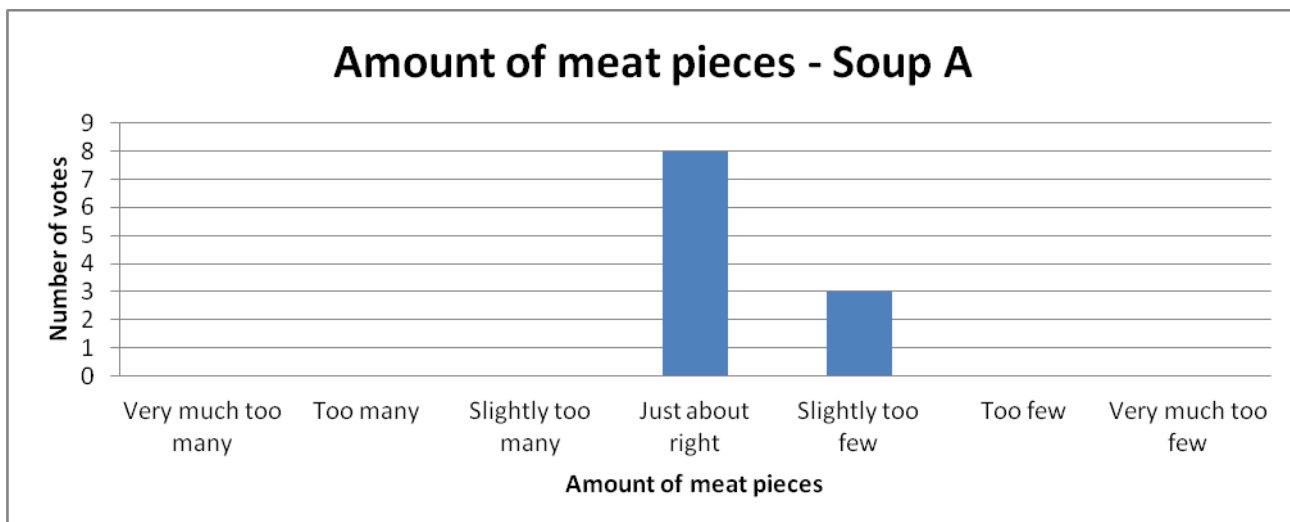 Amount of meat pieces - Soup A
Number of votes
9
8
7
6
5
4
3
2
1
0
Very much too many
Too many
Slightly too many
Just about right
Slightly too few
Too few
Very much too few
Amount of meat pieces